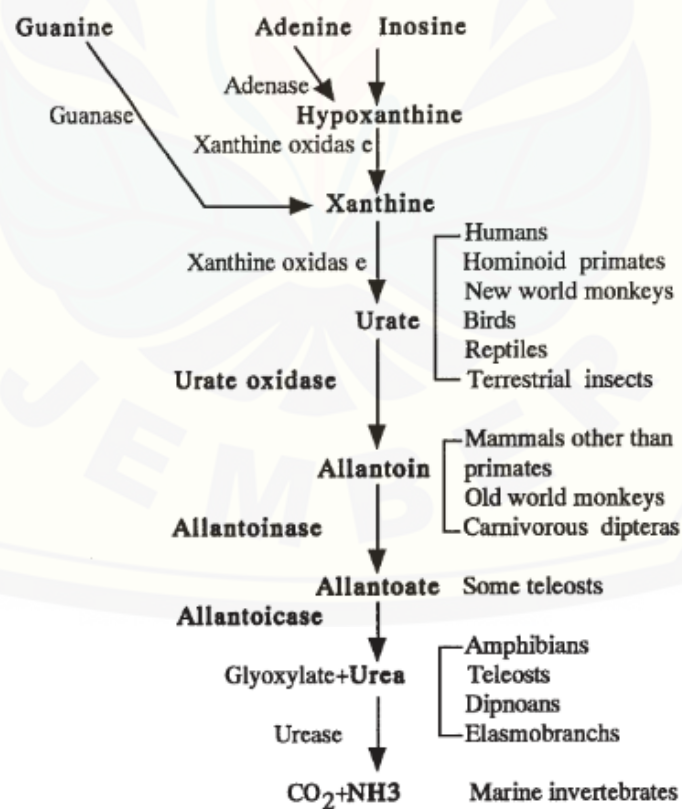 Guanine Adenine Inosine
Adenase
Guanase
Hypoxanthine
Xanthine oxidas e
Xanthine
Humans
Xanthine oxidas e
Hominoid primates
New world monkeys
Urate
Birds
Reptiles
Urate oxidase
Terrestrial insects
Allantoin
Mammals other than
primates
Old world monkeys
Allantoinase
Carnivorous dipteras
Allantoate Some teleosts
Allantoicase
Amphibians
Glyoxylate+Urea
Teleosts
Dipnoans
Urease
Elasmobranchs
CO2+NH3 Marine invertebrates
JEMBER